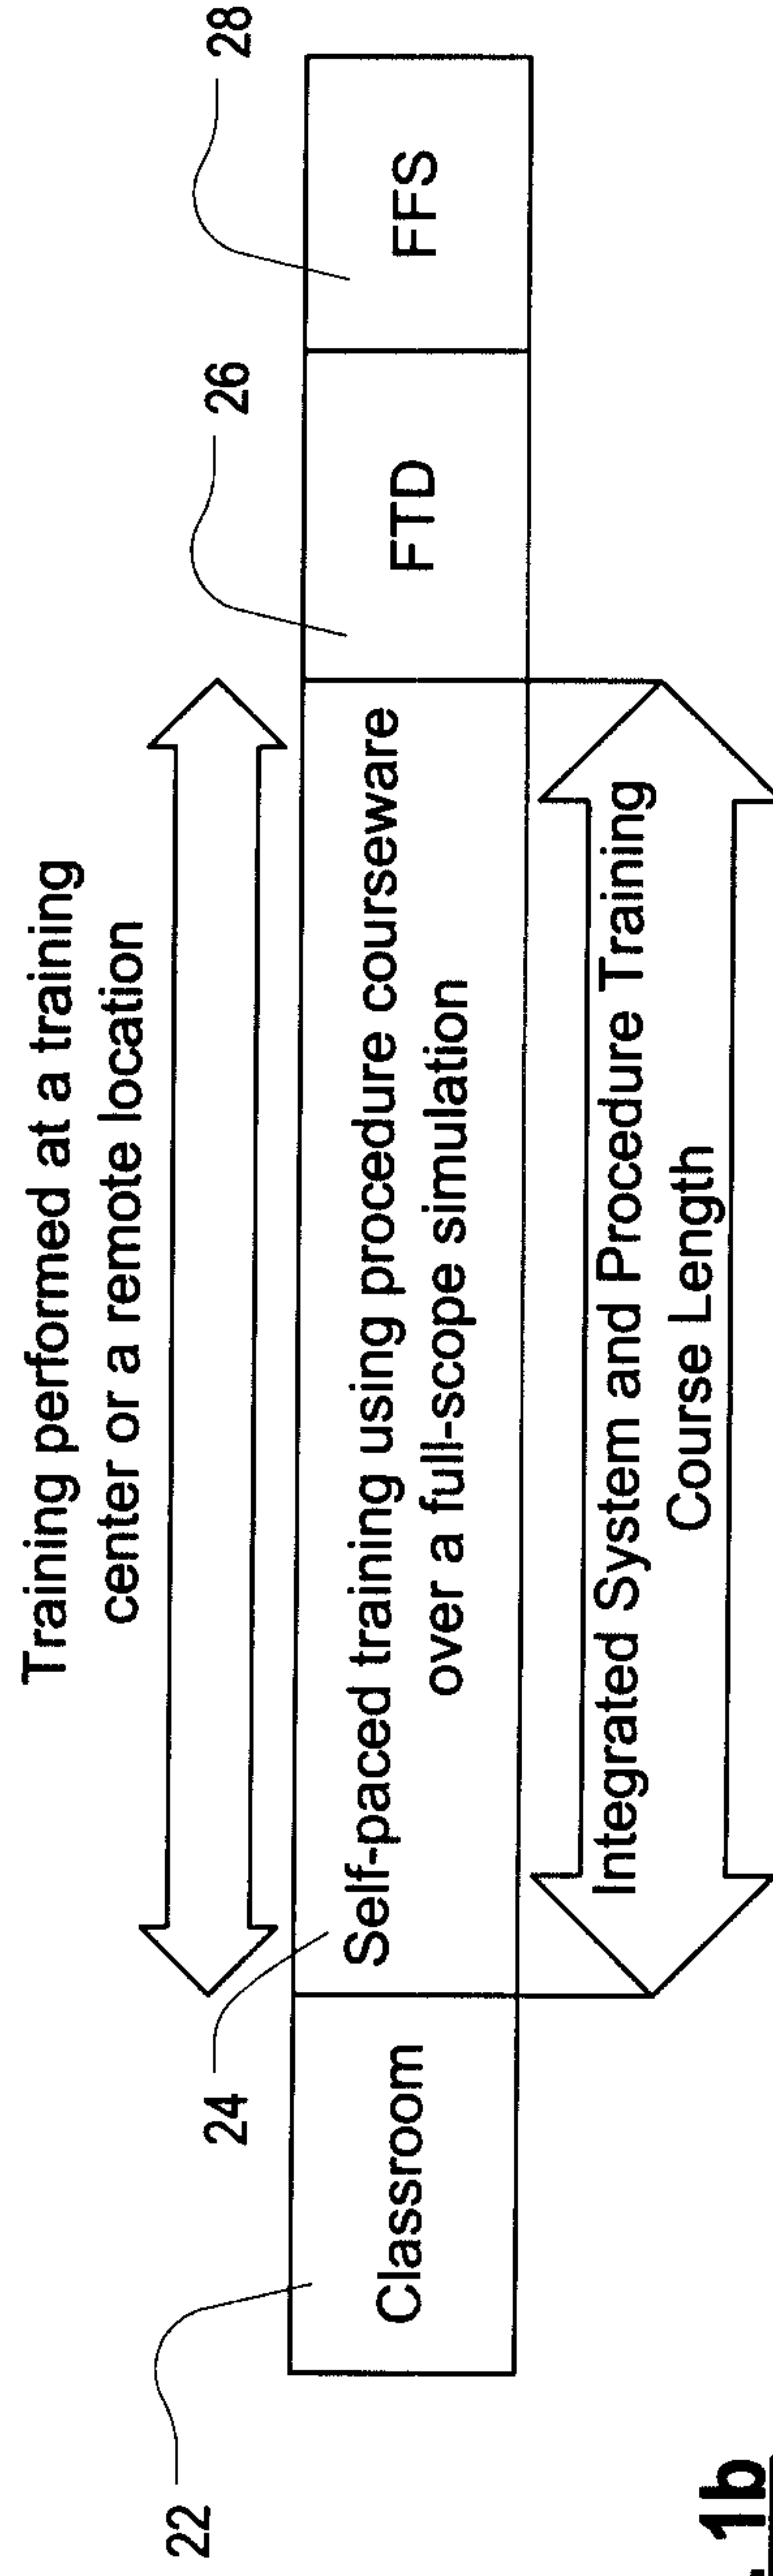 Training performed at a training
center or a remote location
22
24
26
28
Classroom
Self-paced training using procedure courseware
over a full-scope simulation
FTD
FFS
Integrated System and Procedure Training
Course Length
1b